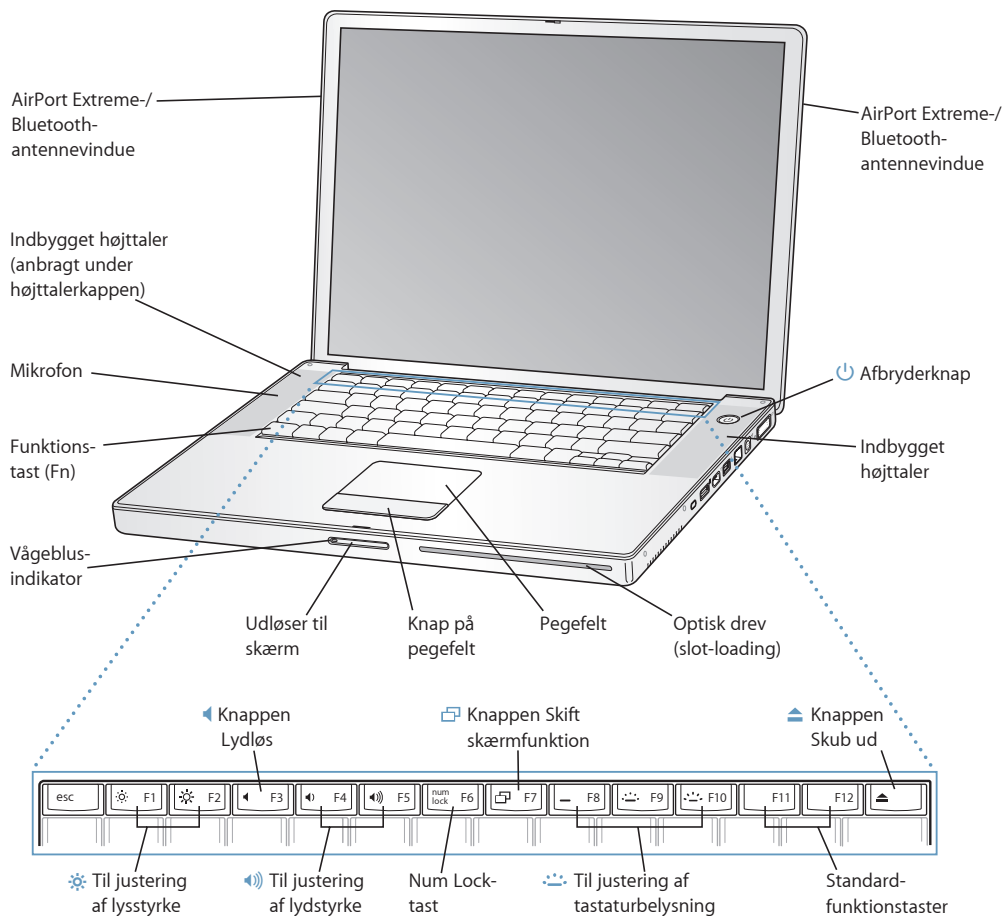 AirPort Extreme-/
Bluetooth-
antennevindue
AirPort Extreme-/
Bluetooth-
antennevindue
Indbygget højttaler
(anbragt under
højttalerkappen)
Mikrofon
Afbryderknap
Funktions-
tast (Fn)
Indbygget
højttaler
Vågeblus-
indikator
Udløser til
skærm
Knap på
pegefelt
Pegefelt
Optisk drev
(slot-loading)
Knappen
Lydløs
Knappen Skift
skærmfunktion
Knappen
Skub ud
esc F1 F2 F3 F4 F5 num lock F6 F7 F8 F9 F10 F11 F12
Til justering
af lysstyrke
Til justering
af lydstyrke
Num Lock-
tast
Til justering af
tastaturbelysning
Standard-
funktionstaster